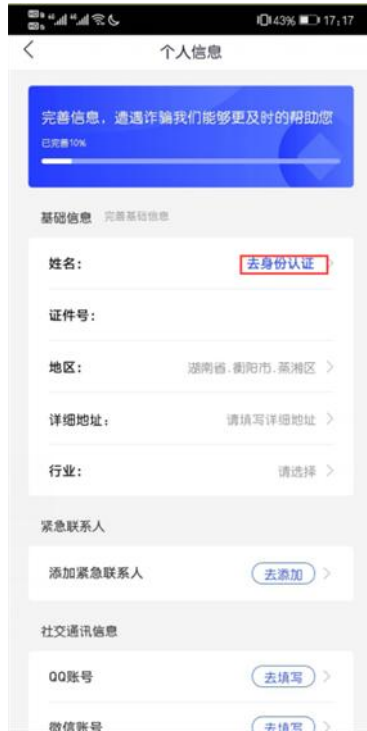 43% 17:17
个人信息
完善信息，遭遇诈骗我们能够更及时的帮助您
已完善10%
基础信息 完善基础信息
姓名： 去身份认证
证件号：
地区： 湖南省.衡阳市.蒸湘区
详细地址： 请填写详细地址
行业： 请选择
紧急联系人
添加紧急联系人 去添加
社交通讯信息
QQ账号 去填写
微信账号 去填写